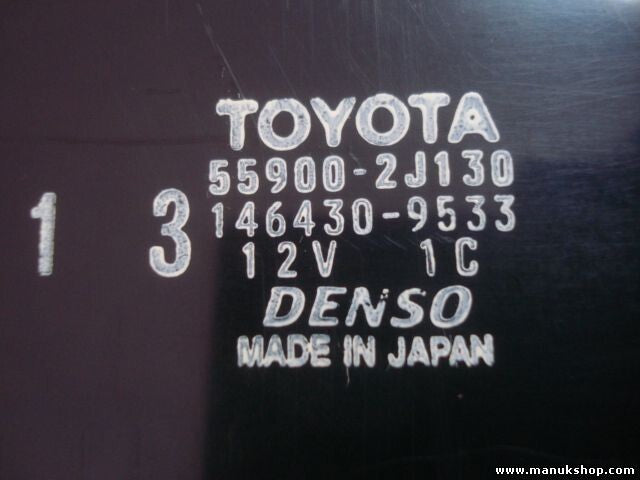 TOYOTA
55900-2J130
1 3 146430-9533
12V 1C
DENSO
MADE IN JAPAN
www.manukshop.com